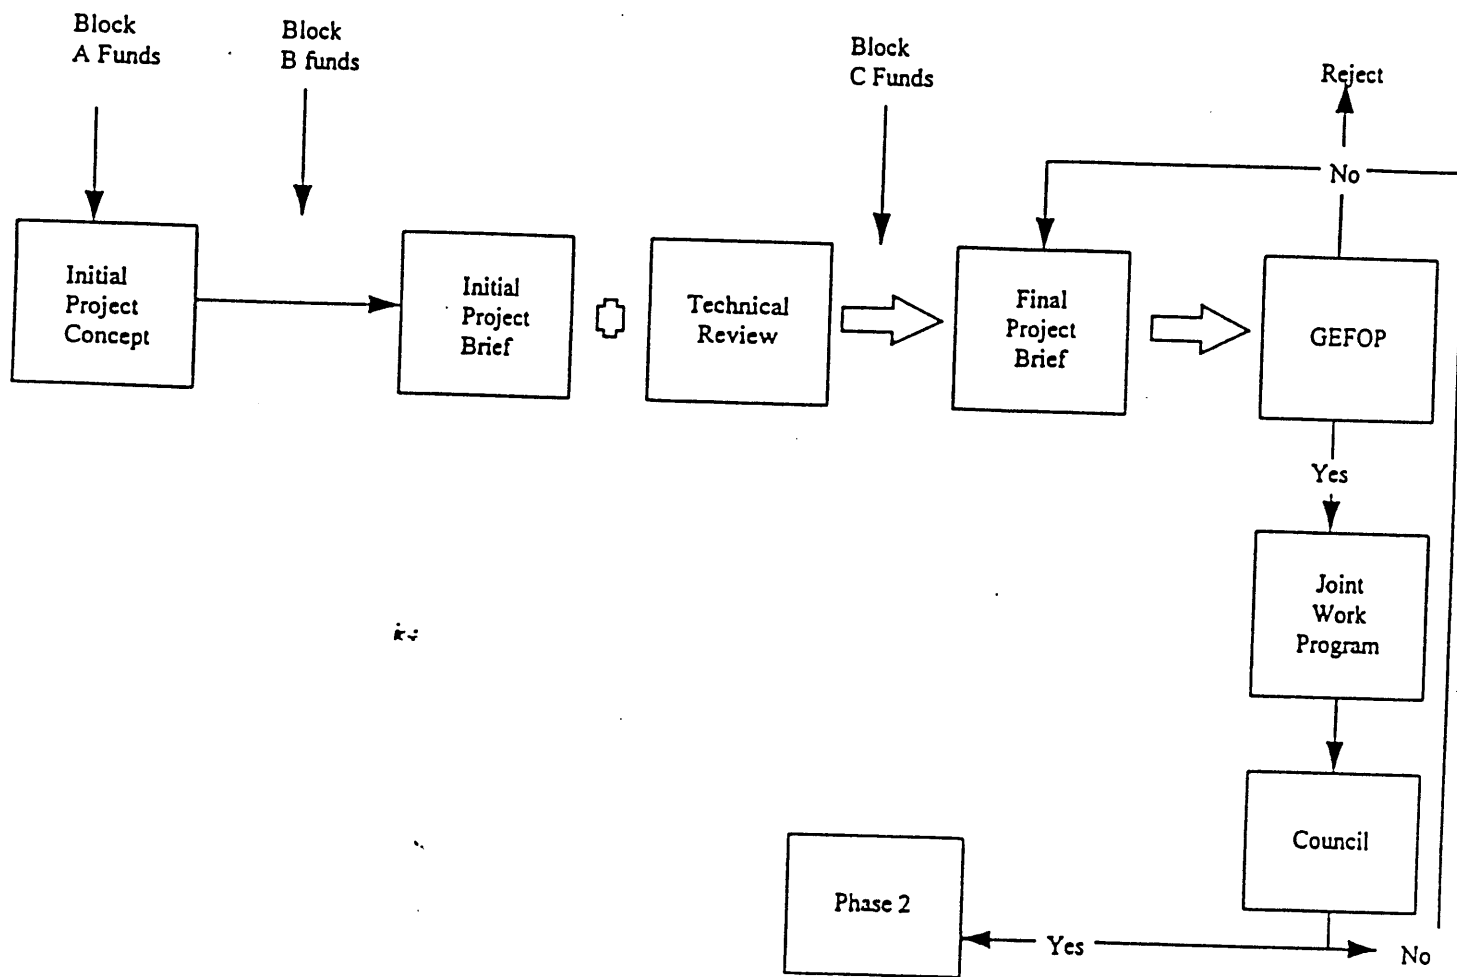 Block
A Funds
Block
B funds
Block
C Funds
Reject
No
Initial
Project
Concept
Initial
Project
Brief
Technical
Review
Final
Project
Brief
GEFOP
Yes
Joint
Work
Program
Council
Phase 2
Yes
No